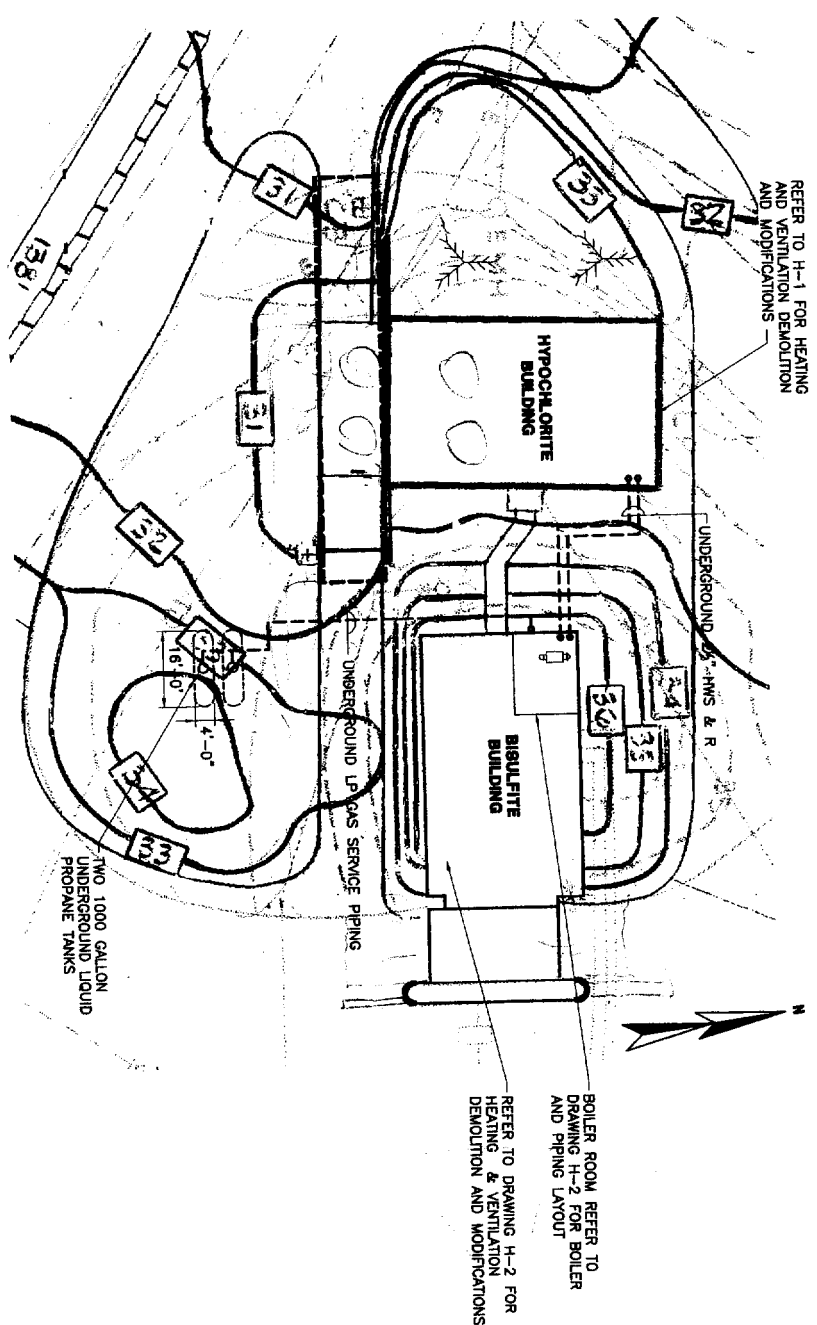 REFER TO H-1 FOR HEATING
AND VENTILATION DEMOLITION
AND MODIFICATIONS
N
HYPOCHLORITE
BUILDING
UNDERGROUND
HWS & R
BISULFITE
BUILDING
BOILER ROOM REFER TO
DRAWING H-2 FOR BOILER
AND PIPING LAYOUT
REFER TO DRAWING H-2 FOR
HEATING & VENTILATION
DEMOLITION AND MODIFICATIONS
UNDERGROUND LP GAS SERVICE PIPING
TWO 1000 GALLON
UNDERGROUND LIQUID
PROPANE TANKS
16'-0"
4'-0"
31
33
31
32
34
33
36
35
138'